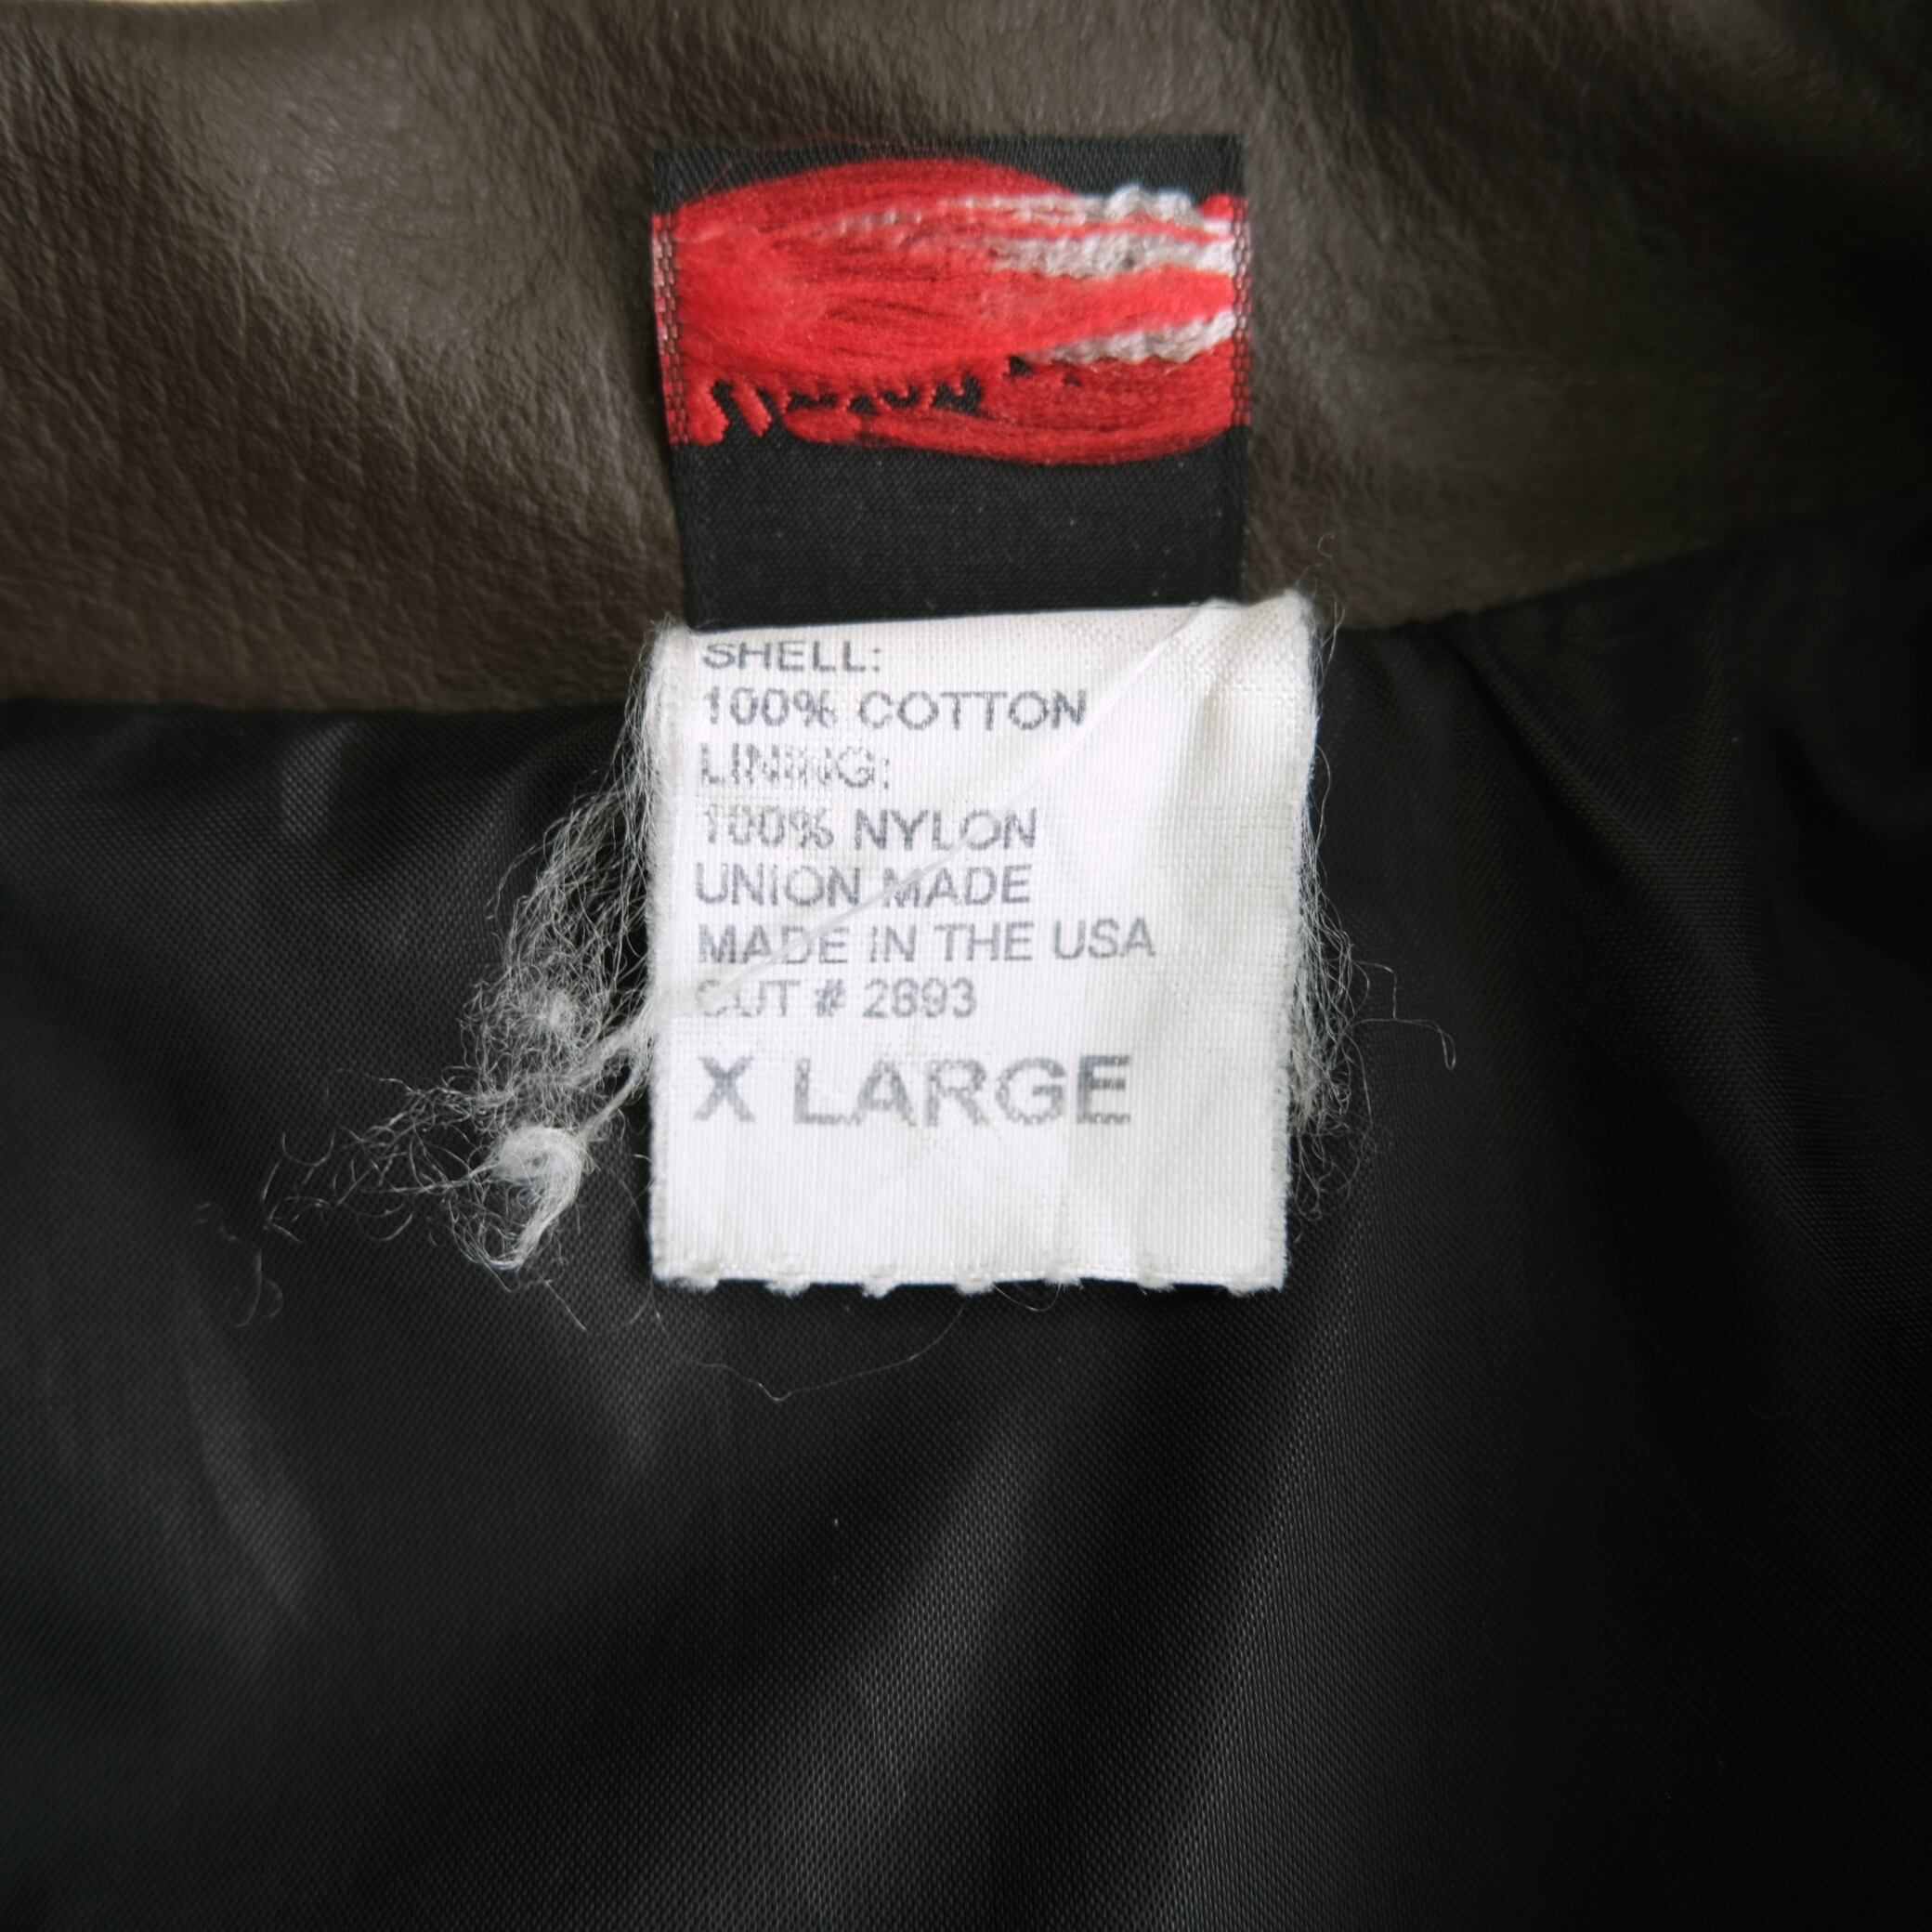 SHELL:
100% COTTON
LINING:
100% NYLON
UNION MADE
MADE IN THE USA
CUT # 2893
X LARGE